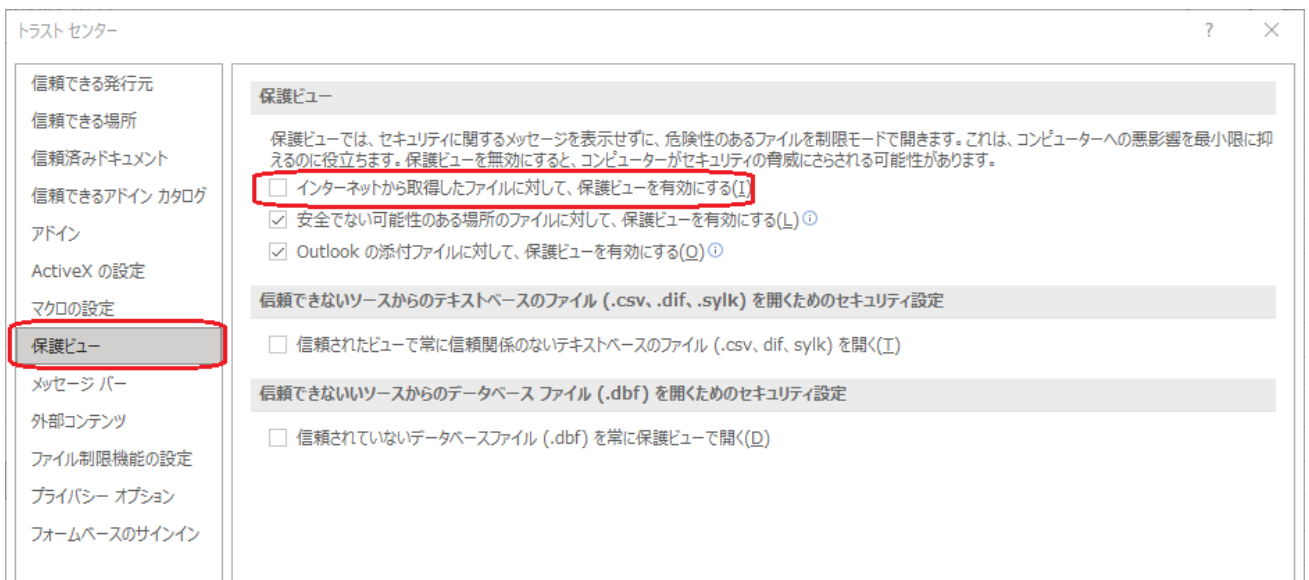 トラスト センター
?
信頼できる発行元
信頼できる場所
信頼済みドキュメント
信頼できるアドイン カタログ
アドイン
ActiveX の設定
マクロの設定
保護ビュー
メッセージ バー
外部コンテンツ
ファイル制限機能の設定
プライバシー オプション
フォームベースのサインイン
保護ビュー
保護ビューでは、セキュリティに関するメッセージを表示せずに、危険性のあるファイルを制限モードで開きます。これは、コンピューターへの悪影響を最小限に抑
えるのに役立ちます。保護ビューを無効にすると、コンピューターがセキュリティの脅威にさらされる可能性があります。
インターネットから取得したファイルに対して、保護ビューを有効にする(I)
安全でない可能性のある場所のファイルに対して、保護ビューを有効にする(L)
Outlook の添付ファイルに対して、保護ビューを有効にする(O)
信頼できないソースからのテキストベースのファイル (.csv、.dif、.sylk) を開くためのセキュリティ設定
信頼されたビューで常に信頼関係のないテキストベースのファイル (.csv、dif、sylk) を開く(T)
信頼できないいソースからのデータベース ファイル (.dbf) を開くためのセキュリティ設定
信頼されていないデータベースファイル (.dbf) を常に保護ビューで開く(D)